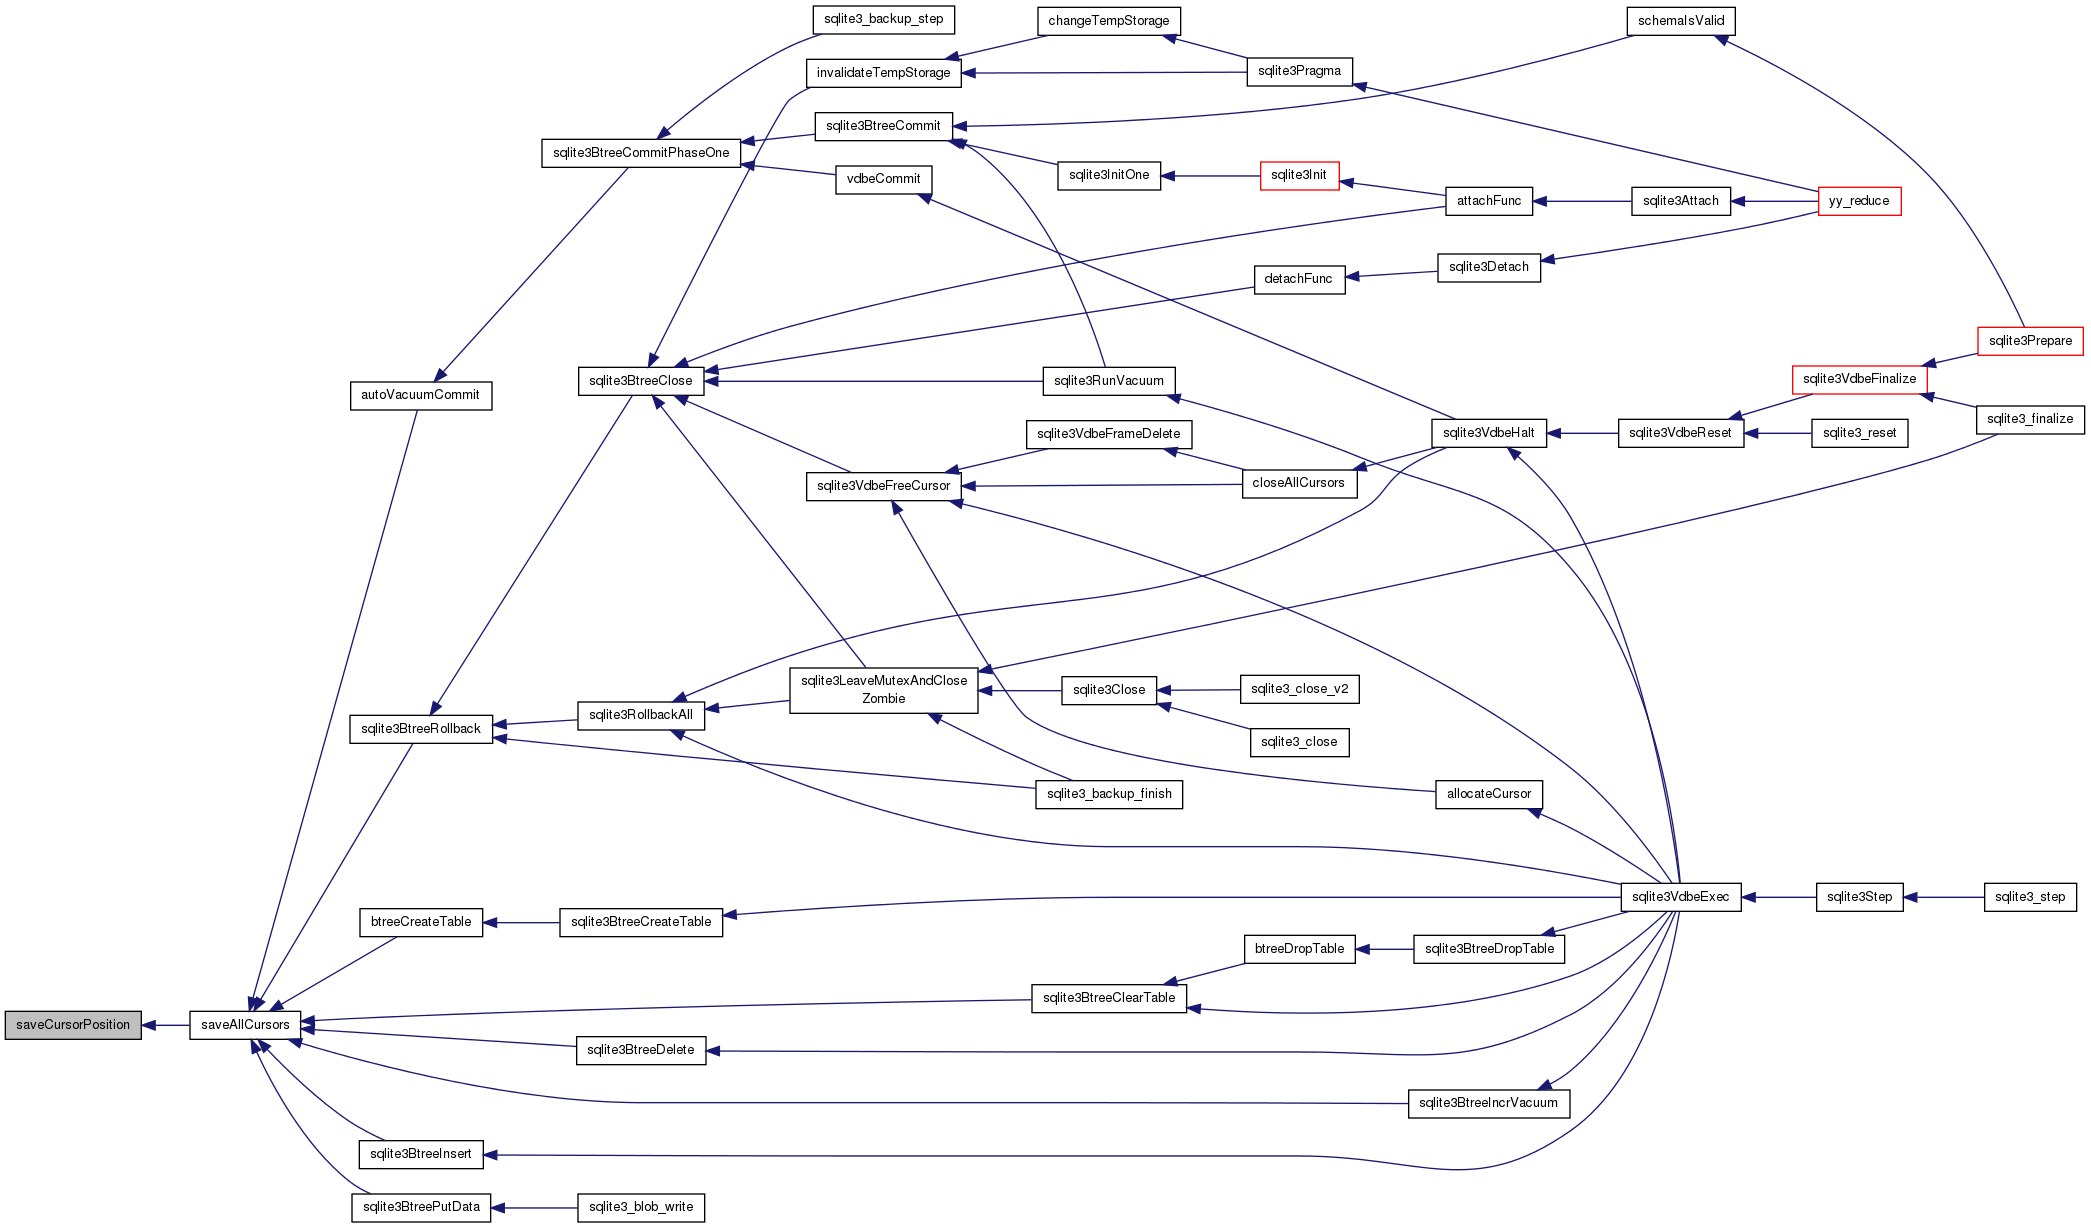 sqlite3_backup_step
changeTempStorage
schemaIsValid
invalidateTempStorage
sqlite3Pragma
sqlite3BtreeCommit
sqlite3BtreeCommitPhaseOne
vdbeCommit
sqlite3InitOne
sqlite3Init
attachFunc
sqlite3Attach
yy_reduce
detachFunc
sqlite3Detach
sqlite3Prepare
autoVacuumCommit
sqlite3BtreeClose
sqlite3RunVacuum
sqlite3VdbeFinalize
sqlite3_finalize
sqlite3VdbeFrameDelete
sqlite3VdbeHalt
sqlite3VdbeReset
sqlite3_reset
sqlite3VdbeFreeCursor
closeAllCursors
sqlite3LeaveMutexAndClose
Zombie
sqlite3Close
sqlite3_close_v2
sqlite3BtreeRollback
sqlite3RollbackAll
sqlite3_close
sqlite3_backup_finish
allocateCursor
sqlite3VdbeExec
sqlite3Step
sqlite3_step
btreeCreateTable
sqlite3BtreeCreateTable
btreeDropTable
sqlite3BtreeDropTable
sqlite3BtreeClearTable
saveCursorPosition
saveAllCursors
sqlite3BtreeDelete
sqlite3BtreeIncrVacuum
sqlite3BtreeInsert
sqlite3BtreePutData
sqlite3_blob_write